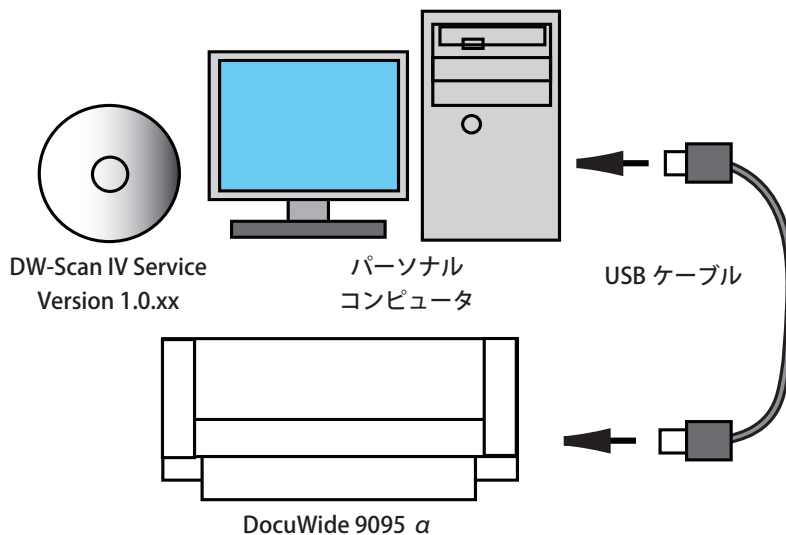 DW-Scan IV Service
Version 1.0.xx
パーソナル
コンピュータ
USB ケーブル
DocuWide 9095 α